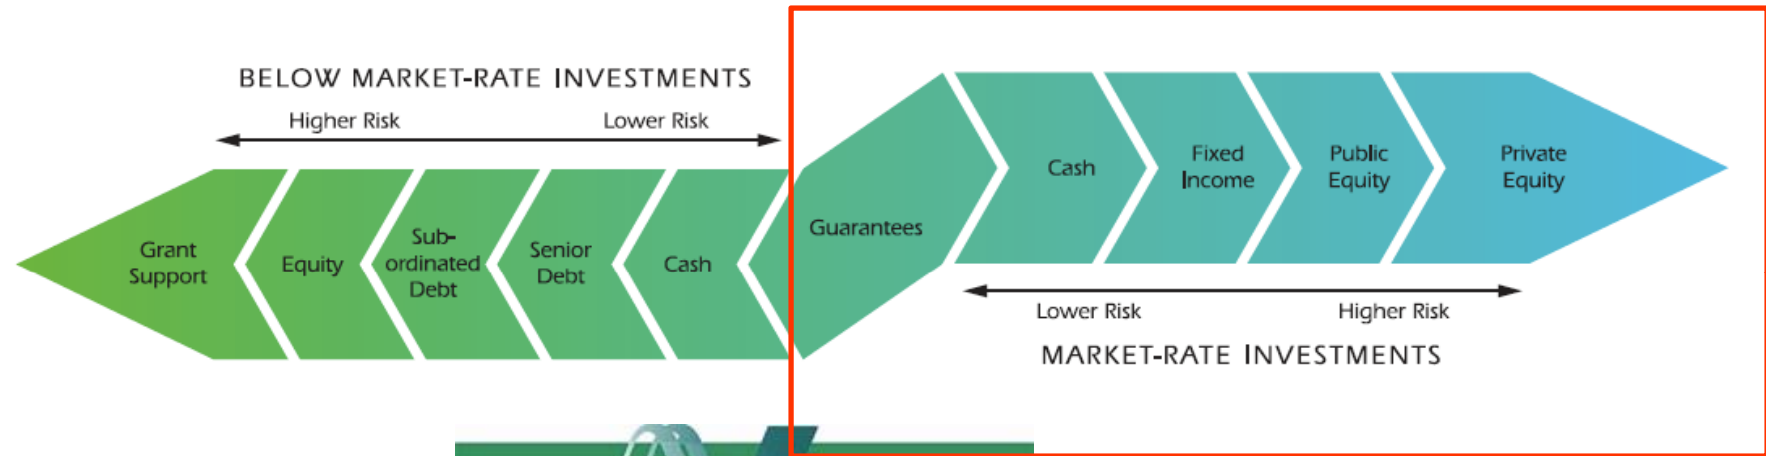 BELOW MARKET-RATE INVESTMENTS
Higher Risk
Lower Risk
Grant
Support
Equity
Sub-
ordinated
Debt
Senior
Debt
Cash
Guarantees
Cash
Fixed
Income
Public
Equity
Private
Equity
Lower Risk
Higher Risk
MARKET-RATE INVESTMENTS